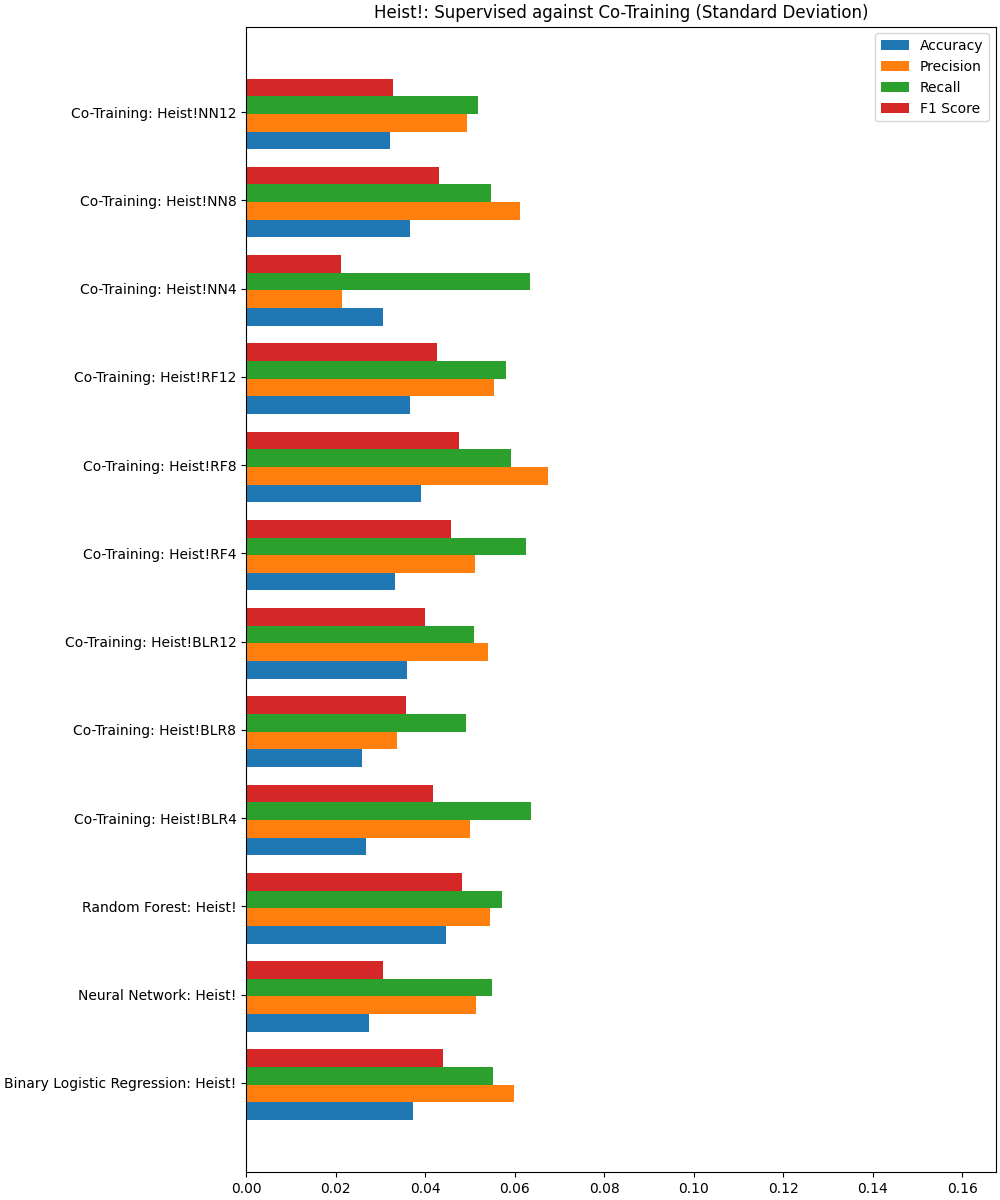 Heist!: Supervised against Co-Training (Standard Deviation)
Accuracy
Precision
Recall
F1 Score
Co-Training: Heist!NN12
Co-Training: Heist!NN8
Co-Training: Heist!NN4
Co-Training: Heist!RF12
Co-Training: Heist!RF8
Co-Training: Heist!RF4
Co-Training: Heist!BLR12
Co-Training: Heist!BLR8
Co-Training: Heist!BLR4
Random Forest: Heist!
Neural Network: Heist!
Binary Logistic Regression: Heist!
0.00 0.02 0.04 0.06 0.08 0.10 0.12 0.14 0.16